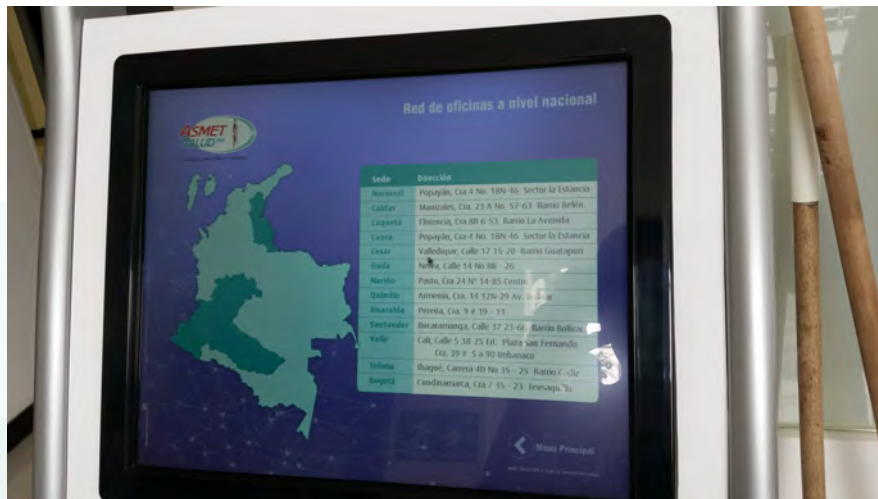 Red de oficinas a nivel nacional
ASMET
SALUD
Sede Dirección
Nacional Popayán, Cra 4 No. 18N-46 Sector la Estancia
Caldas Manizales, Cra. 23 A No. 57-63 Barrio Belén.
Caquetá Florencia, Cra 8B 6-53. Barrio La Avenida
Cauca Popayán, Cra 4 No. 18N-46 Sector la Estancia
Cesar Valledupar, Calle 17 15-20 Barrio Guatapurí
Huila Neiva, Calle 14 No 8B - 26
Nariño Pasto, Cra 24 N° 14-85 Centro
Quindío Armenia, Cra. 14 32N-29 Av. Bolívar
Risaralda Pereira, Cra. 9 # 19 - 11
Santander Bucaramanga, Calle 37 23-66 Barrio Bolívar
Valle Cali, Calle 5 38-25 Ed. Plaza San Fernando
Cra. 39 # 5 a 90 Imbanaco
Tolima Ibagué, Carrera 4D No 35 - 25 Barrio Cádiz
Bogotá Cundinamarca, Cra 7 35 - 23 Teusaquillo
Menú Principal